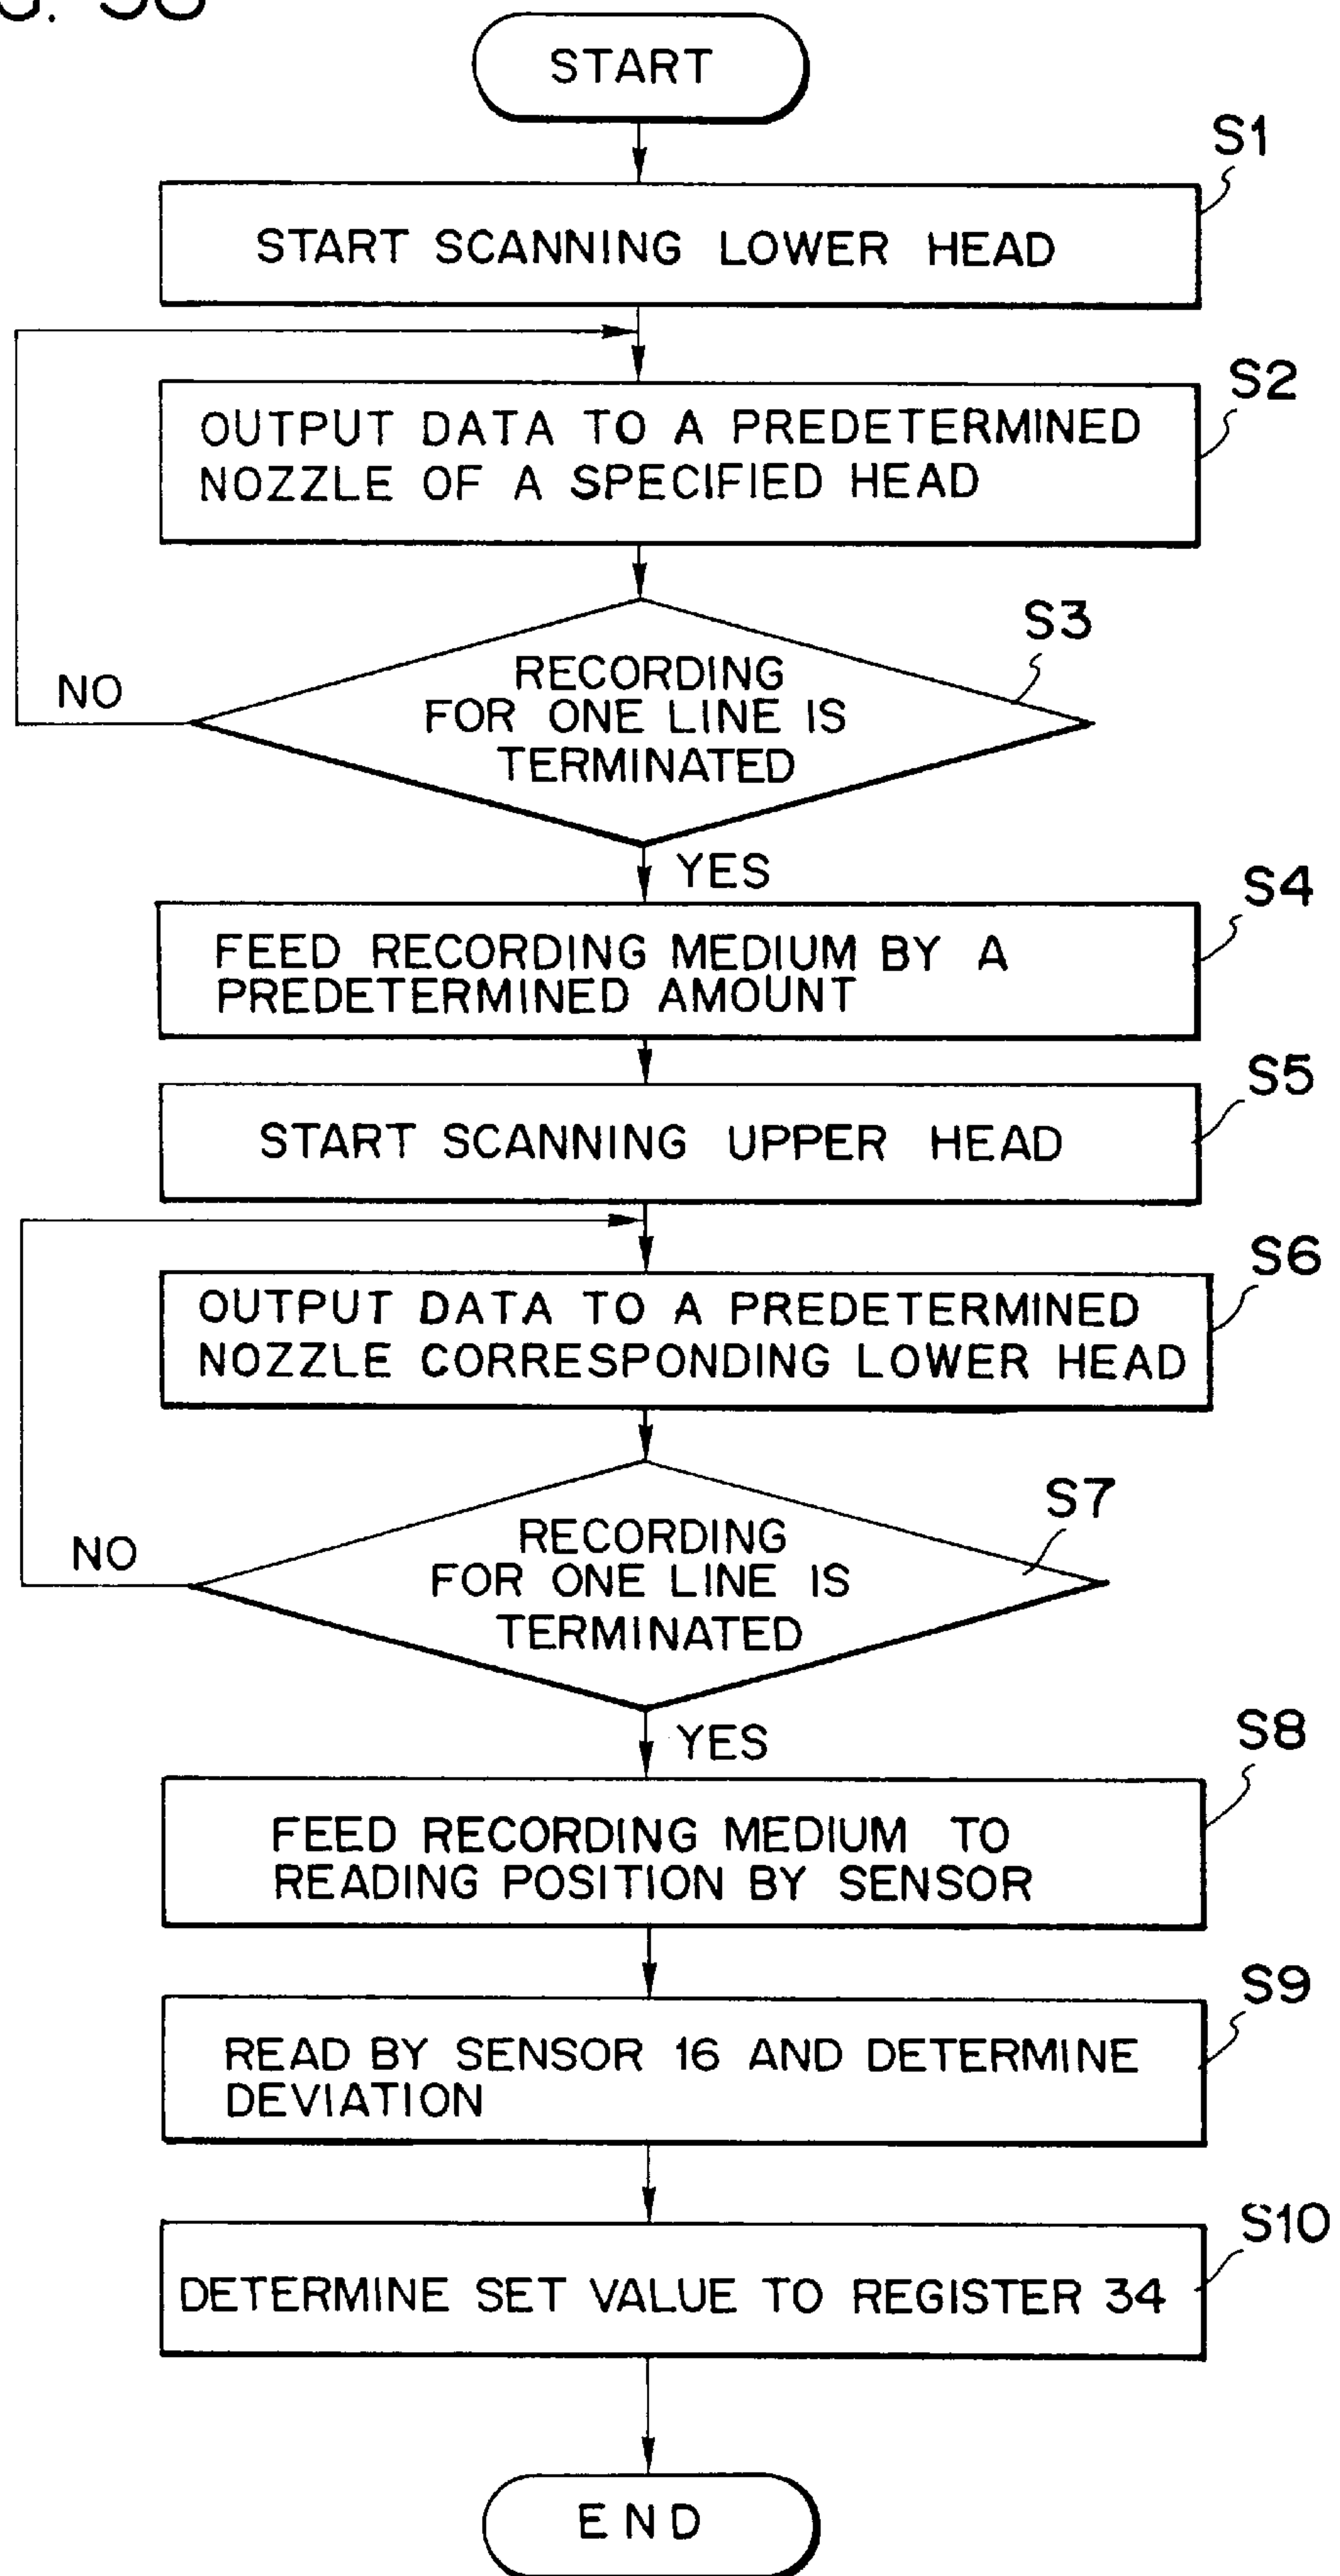 START
S1
START SCANNING LOWER HEAD
S2
OUTPUT DATA TO A PREDETERMINED
NOZZLE OF A SPECIFIED HEAD
S3
RECORDING
FOR ONE LINE IS
TERMINATED
NO
YES
S4
FEED RECORDING MEDIUM BY A
PREDETERMINED AMOUNT
S5
START SCANNING UPPER HEAD
S6
OUTPUT DATA TO A PREDETERMINED
NOZZLE CORRESPONDING LOWER HEAD
S7
RECORDING
FOR ONE LINE IS
TERMINATED
NO
YES
S8
FEED RECORDING MEDIUM TO
READING POSITION BY SENSOR
S9
READ BY SENSOR 16 AND DETERMINE
DEVIATION
S10
DETERMINE SET VALUE TO REGISTER 34
END